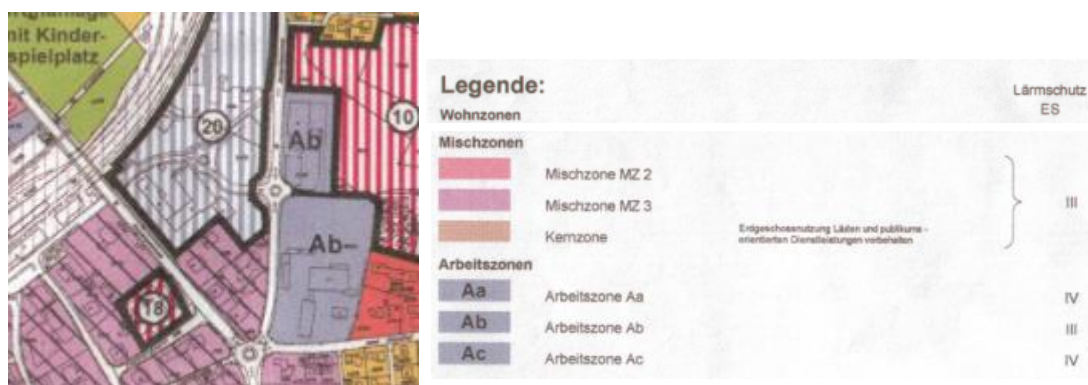 mit Kinder-
spielplatz
20
Ab
10
Ab
18
Legende:
Lärmschutz
ES
Wohnzonen
Mischzonen
Mischzone MZ 2
Mischzone MZ 3
III
Kernzone
Erdgeschossnutzung Läden und publikums -
orientierten Dienstleistungen vorbehalten
Arbeitszonen
Aa Arbeitszone Aa IV
Ab Arbeitszone Ab III
Ac Arbeitszone Ac IV